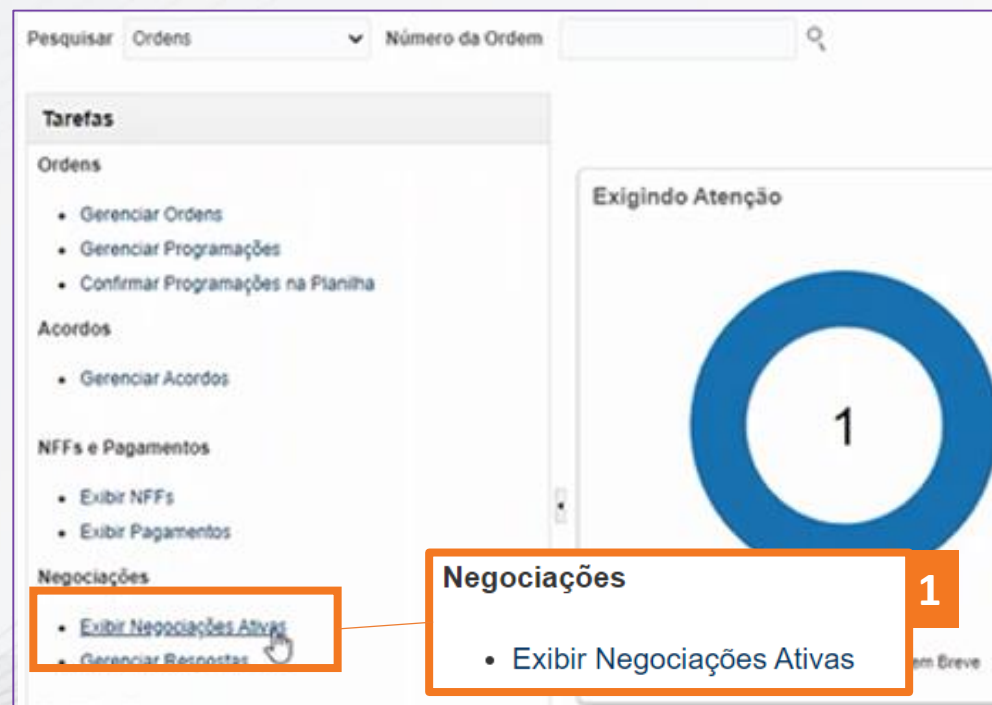 Pesquisar Ordens Número da Ordem
Tarefas
Ordens
• Gerenciar Ordens
• Gerenciar Programações
• Confirmar Programações na Planilha
Acordos
• Gerenciar Acordos
NFFs e Pagamentos
• Exibir NFFs
• Exibir Pagamentos
Negociações
• Exibir Negociações Ativas
• Gerenciar Respostas
Exigindo Atenção
1
Negociações
1
• Exibir Negociações Ativas
em Breve